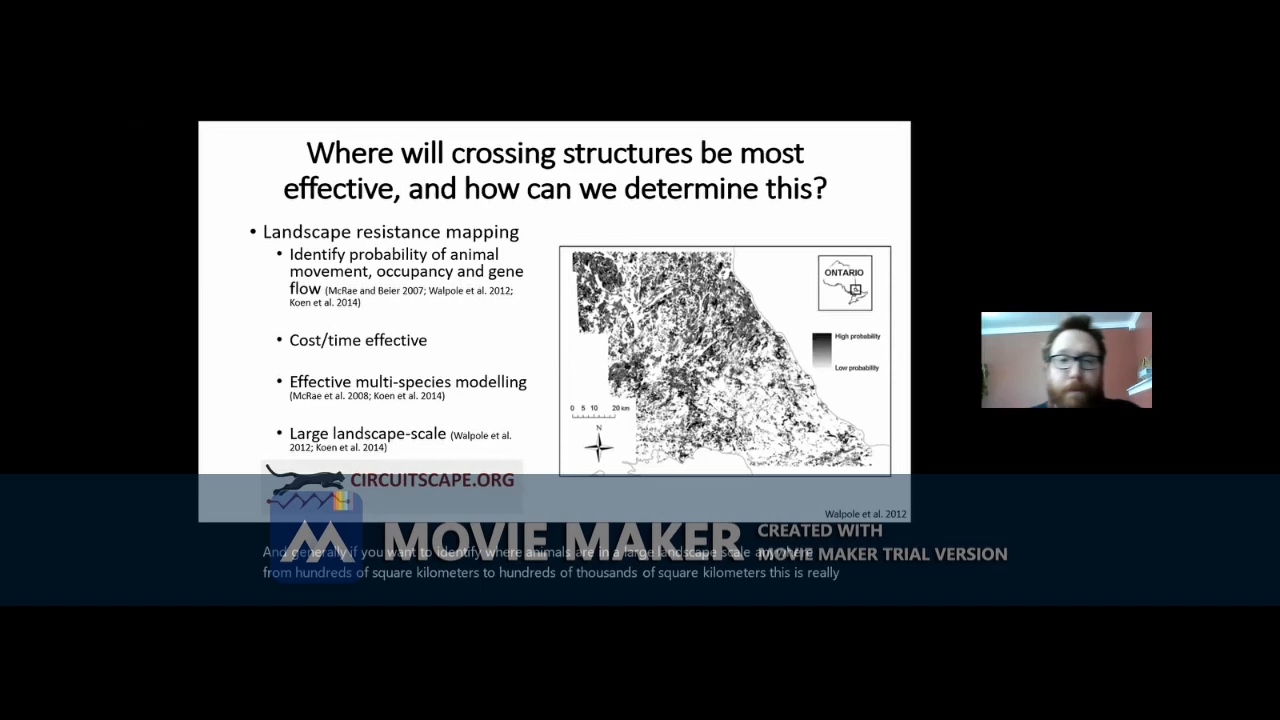 Where will crossing structures be most
effective, and how can we determine this?
• Landscape resistance mapping
• Identify probability of animal
movement, occupancy and gene
flow (McRae and Beier 2007; Walpole et al. 2012;
Koen et al. 2014)
• Cost/time effective
• Effective multi-species modelling
(McRae et al. 2008; Koen et al. 2014)
• Large landscape-scale (Walpole et al.
2012; Koen et al. 2014)
CIRCUITSCAPE.ORG
ONTARIO
High probability
Low probability
0 5 10 20 km
N
Walpole et al. 2012
MOVIE MAKER
CREATED WITH
MOVIE MAKER TRIAL VERSION
And generally if you want to identify where animals are in a large landscape scale anywhere
from hundreds of square kilometers to hundreds of thousands of square kilometers this is really